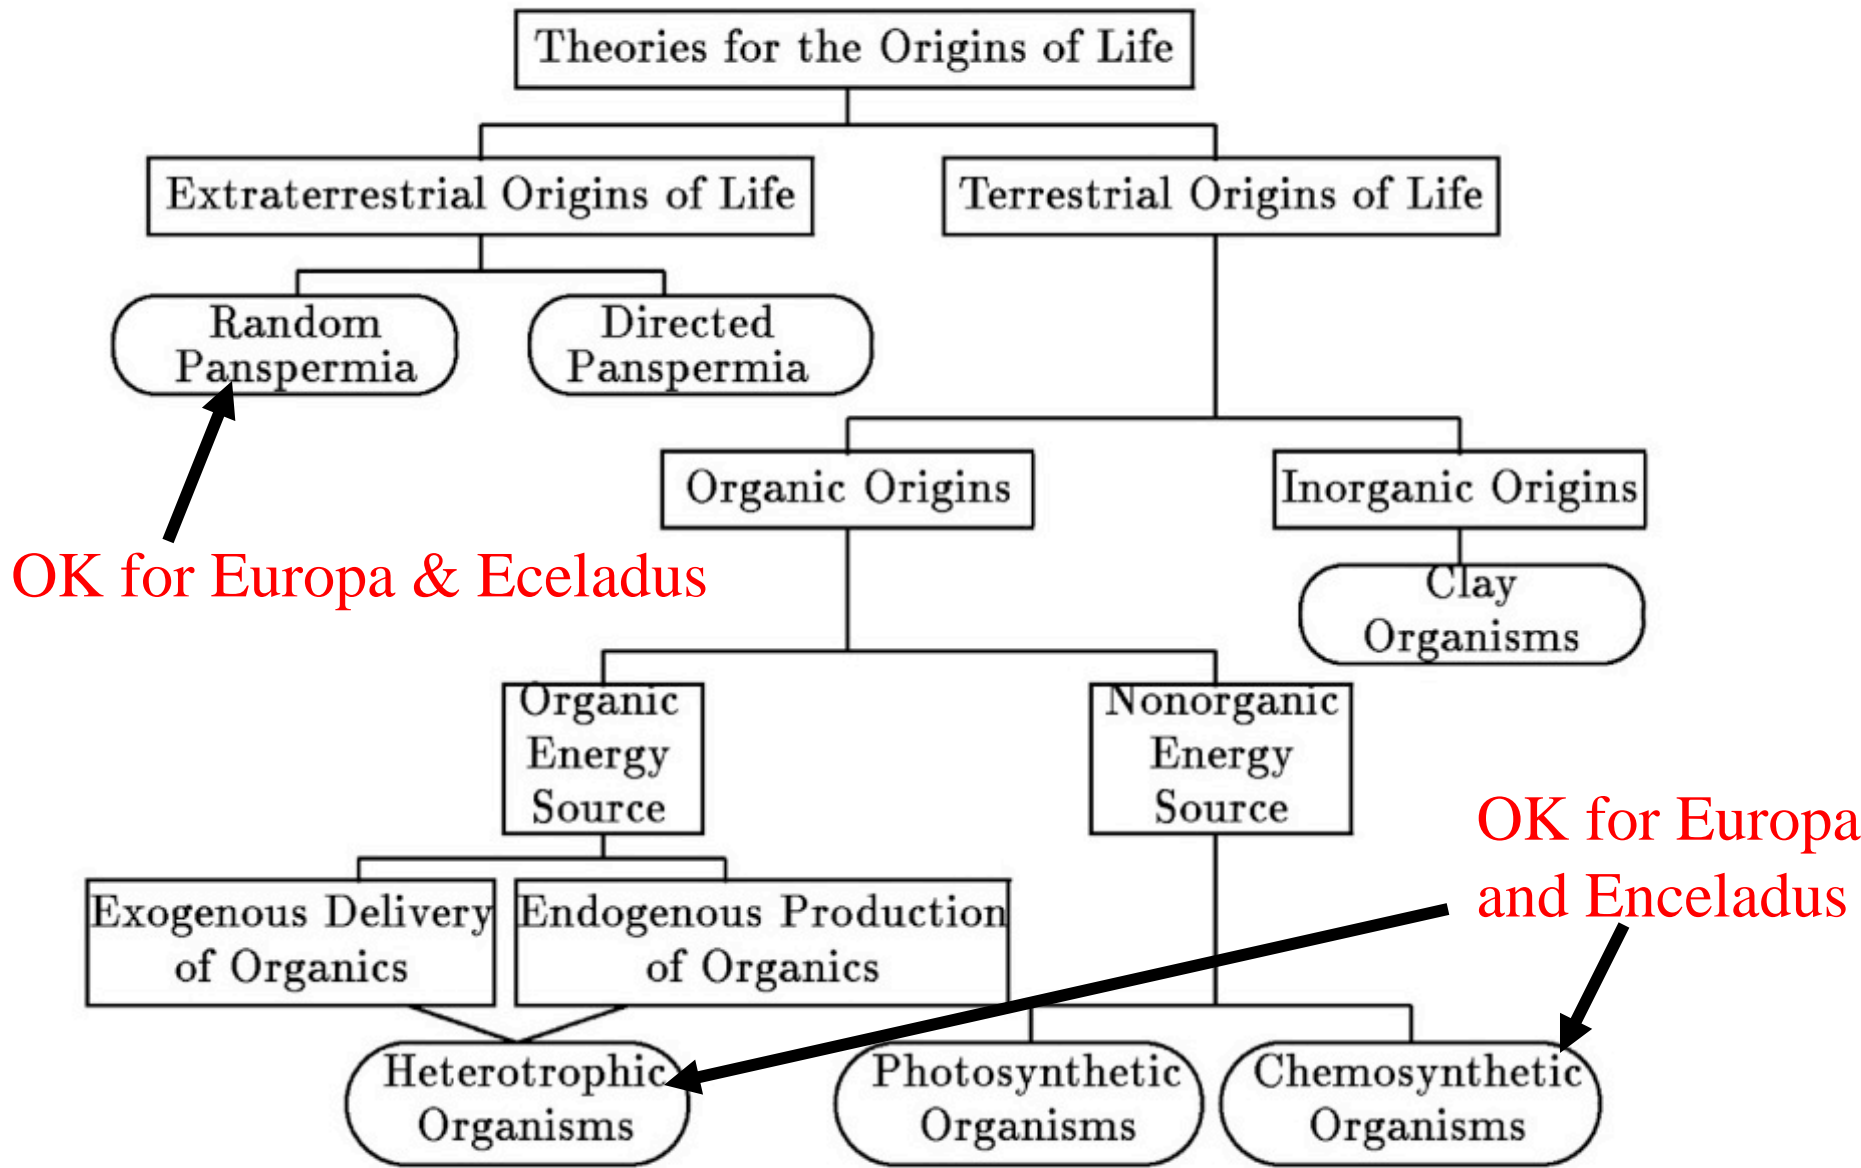 Theories for the Origins of Life
Extraterrestrial Origins of Life
Terrestrial Origins of Life
Random
Panspermia
Directed
Panspermia
Organic Origins
Inorganic Origins
OK for Europa & Eceladus
Clay
Organisms
Organic
Energy
Source
Nonorganic
Energy
Source
OK for Europa
and Enceladus
Exogenous Delivery
of Organics
Endogenous Production
of Organics
Heterotrophic
Organisms
Photosynthetic
Organisms
Chemosynthetic
Organisms